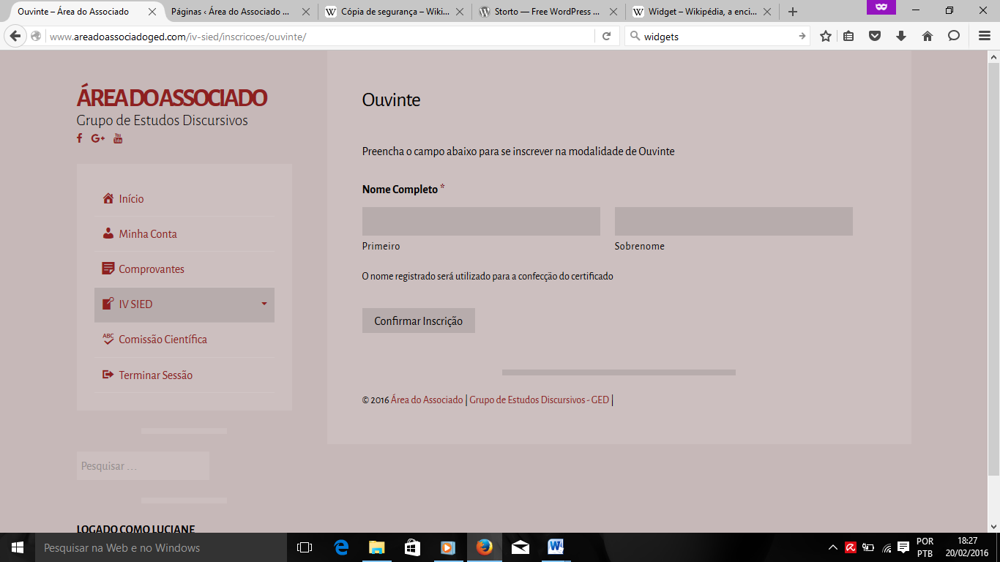 Ouvinte – Área do Associado
Páginas ‹ Área do Associado ...
Cópia de segurança – Wiki...
Storto — Free WordPress ...
Widget – Wikipédia, a enci...
www.areadoassociadoged.com/iv-sied/inscricoes/ouvinte/
widgets
ÁREA DO ASSOCIADO
Grupo de Estudos Discursivos
Início
Minha Conta
Comprovantes
IV SIED
ABC
Comissão Científica
Terminar Sessão
Pesquisar ...
LOGADO COMO LUCIANE
Ouvinte
Preencha o campo abaixo para se inscrever na modalidade de Ouvinte
Nome Completo *
Primeiro
Sobrenome
O nome registrado será utilizado para a confecção do certificado
Confirmar Inscrição
© 2016 Área do Associado | Grupo de Estudos Discursivos - GED |
Pesquisar na Web e no Windows
POR
PTB
18:27
20/02/2016